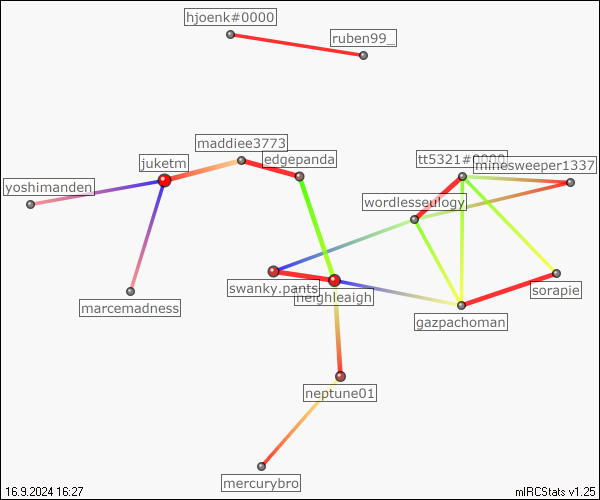 hjoenk#0000
ruben99_
maddiee3773
edgepanda
juketm
tt5321#0000
minesweeper1337
yoshimanden
wordlesseulogy
swanky.pants
heighleaigh
sorapie
marcemadness
gazpachoman
neptune01
mercurybro
16.9.2024 16:27
mIRCStats v1.25